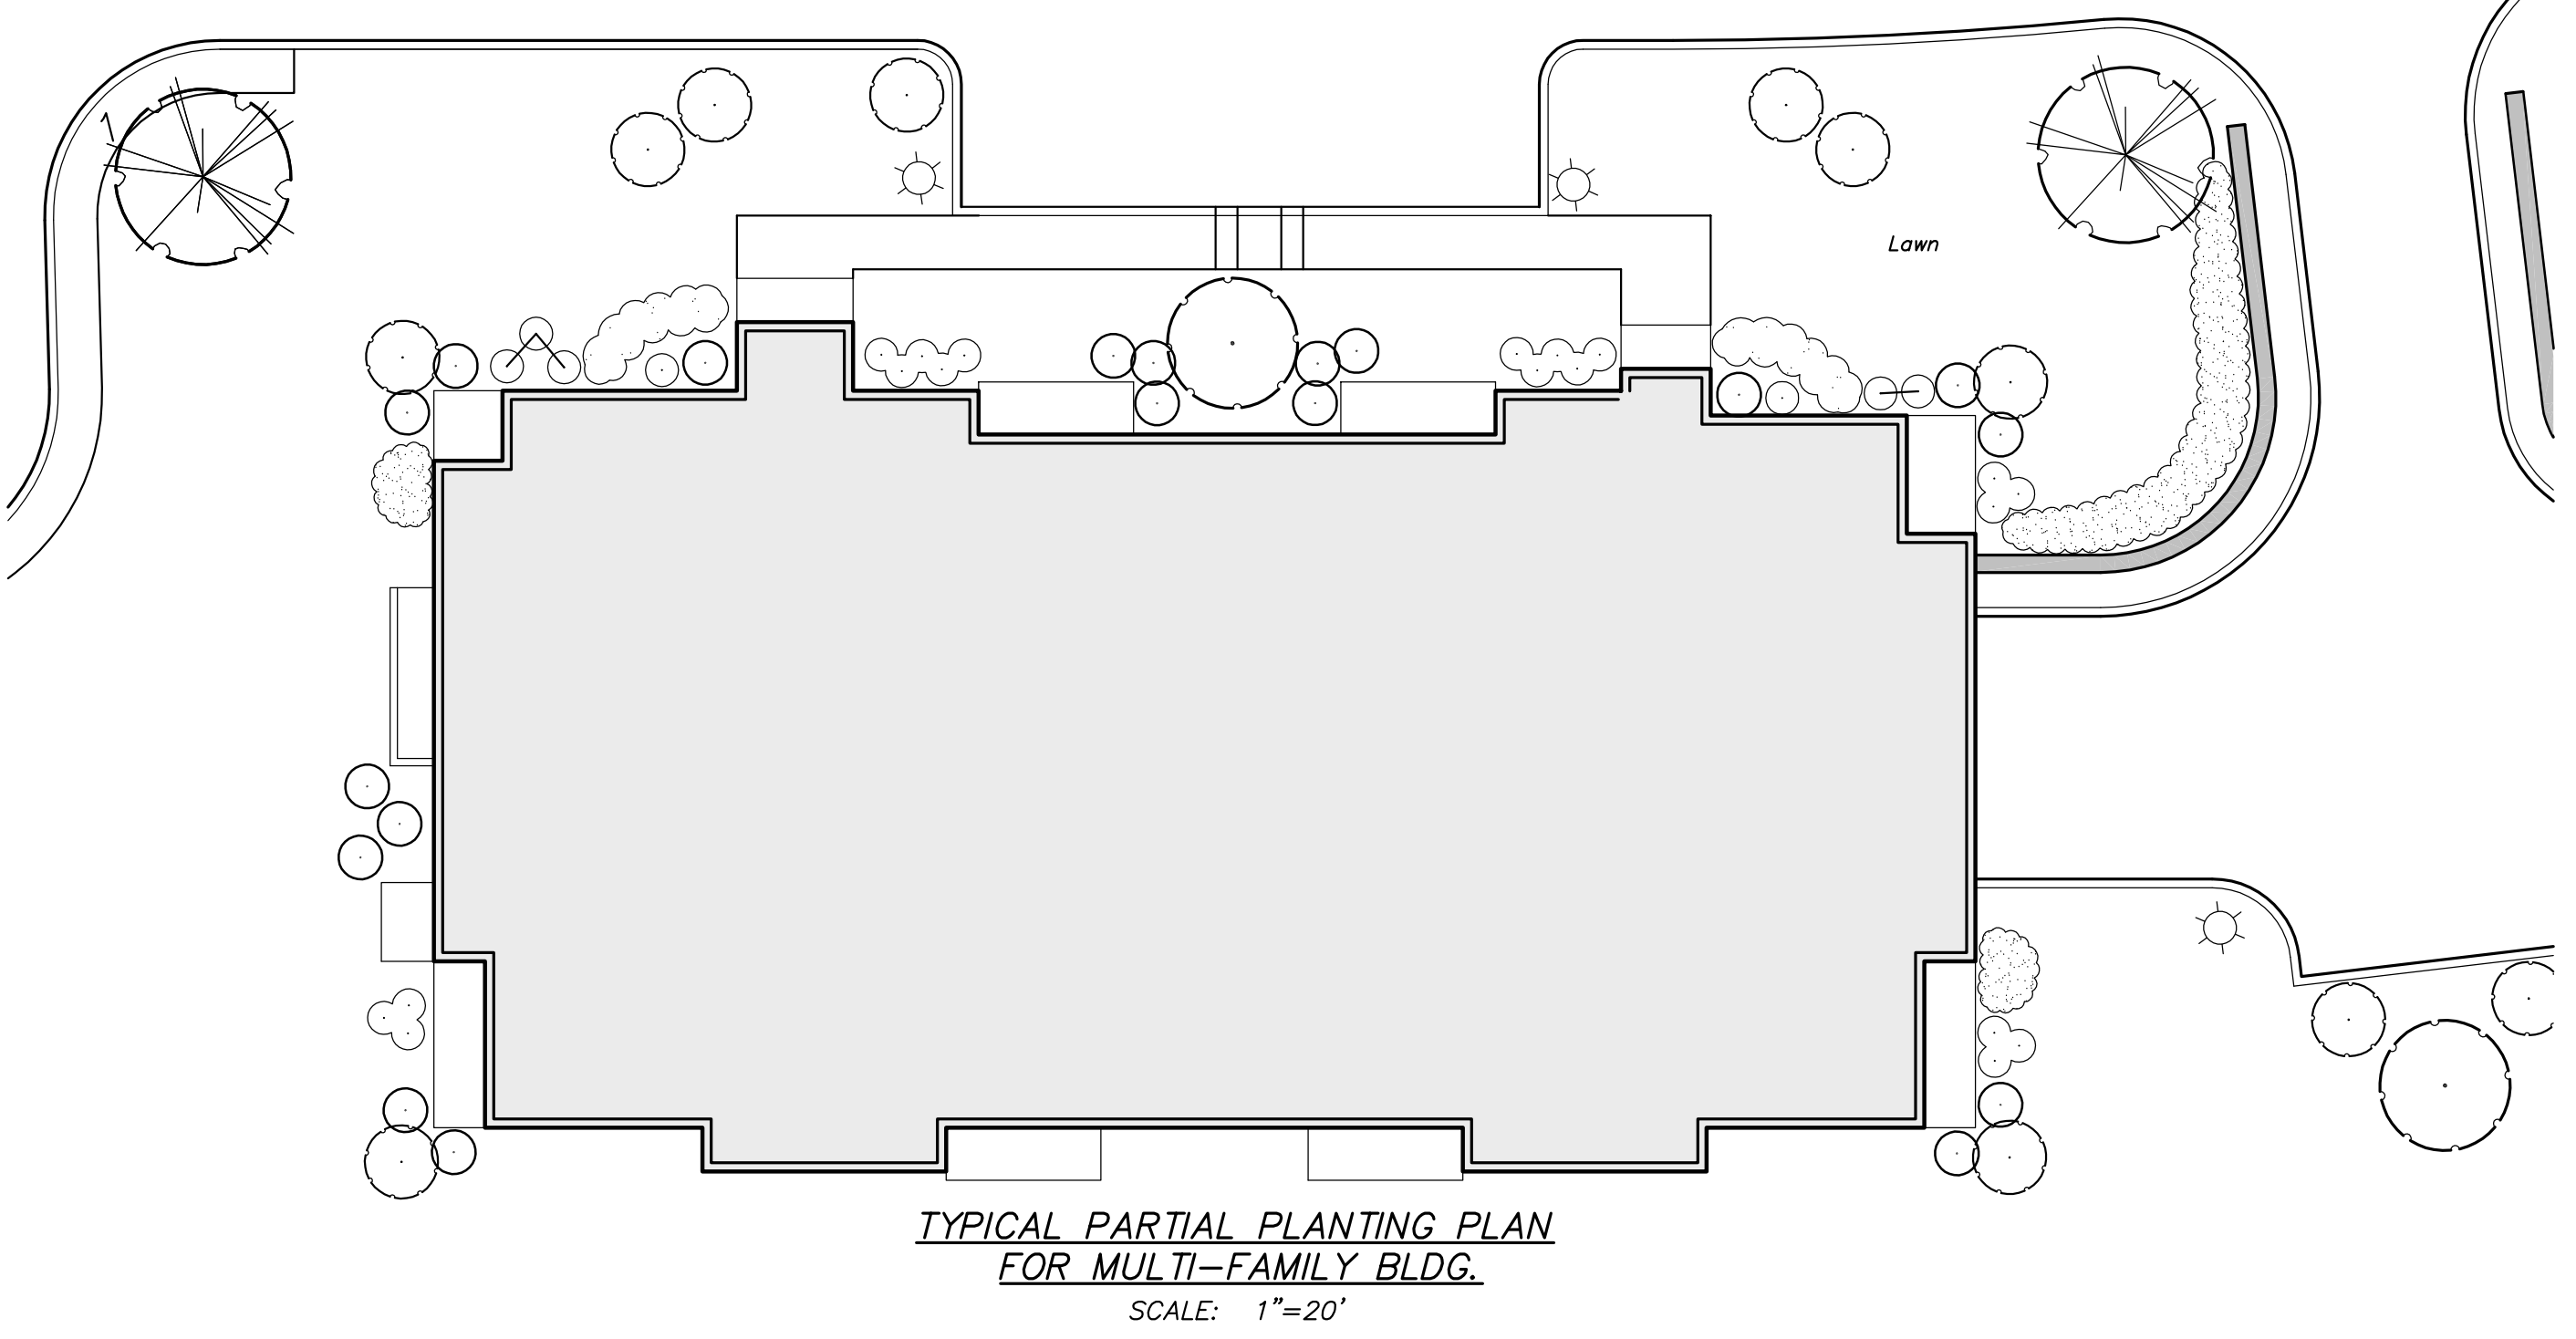 Lawn
TYPICAL PARTIAL PLANTING PLAN
FOR MULTI-FAMILY BLDG.
SCALE: 1"=20'